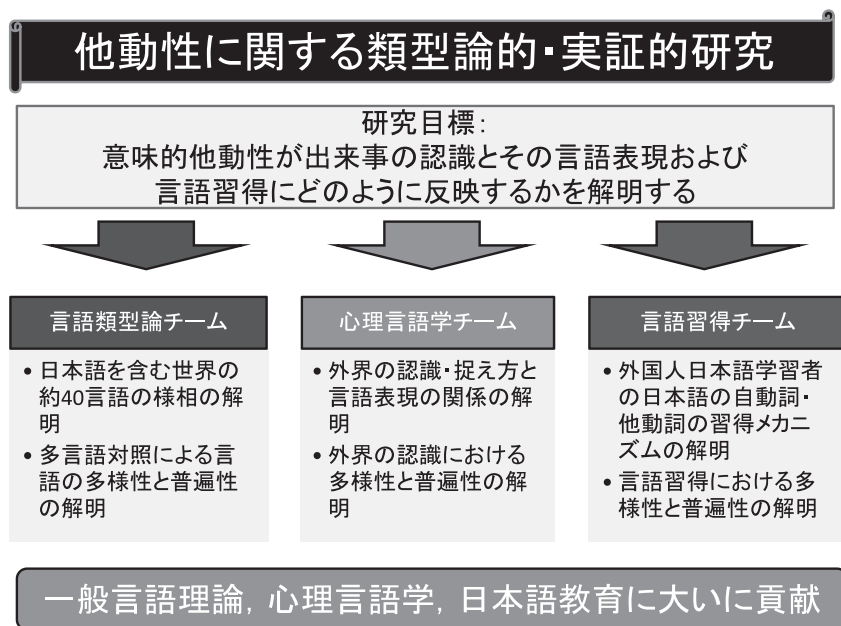 他動性に関する類型論的・実証的研究
研究目標:
意味的他動性が出来事の認識とその言語表現および
言語習得にどのように反映するかを解明する
言語類型論チーム
• 日本語を含む世界の
約40言語の様相の解
明
• 多言語対照による言
語の多様性と普遍性
の解明
心理言語学チーム
• 外界の認識・捉え方と
言語表現の関係の解
明
• 外界の認識における
多様性と普遍性の解
明
言語習得チーム
• 外国人日本語学習者
の日本語の自動詞・
他動詞の習得メカニ
ズムの解明
• 言語習得における多
様性と普遍性の解明
一般言語理論，心理言語学，日本語教育に大いに貢献